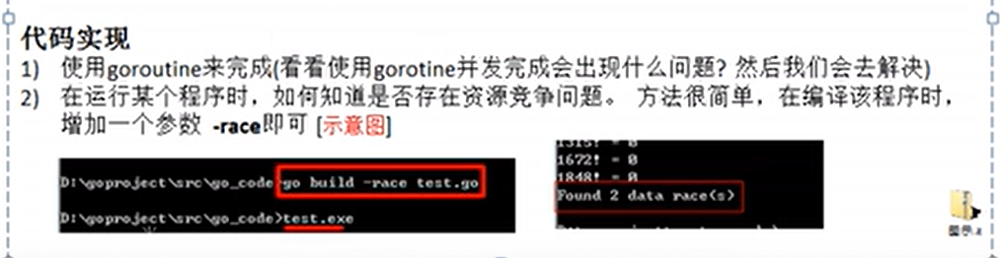 代码实现
1) 使用goroutine来完成(看看使用gorotine并发完成会出现什么问题? 然后我们会去解决)
2) 在运行某个程序时，如何知道是否存在资源竞争问题。 方法很简单，在编译该程序时，
增加一个参数 -race即可 [示意图]
D:\goproject\src\go_code>go build -race test.go
D:\goproject\src\go_code>test.exe
1315! = 0
1672! = 0
1848! = 0
Found 2 data race(s)